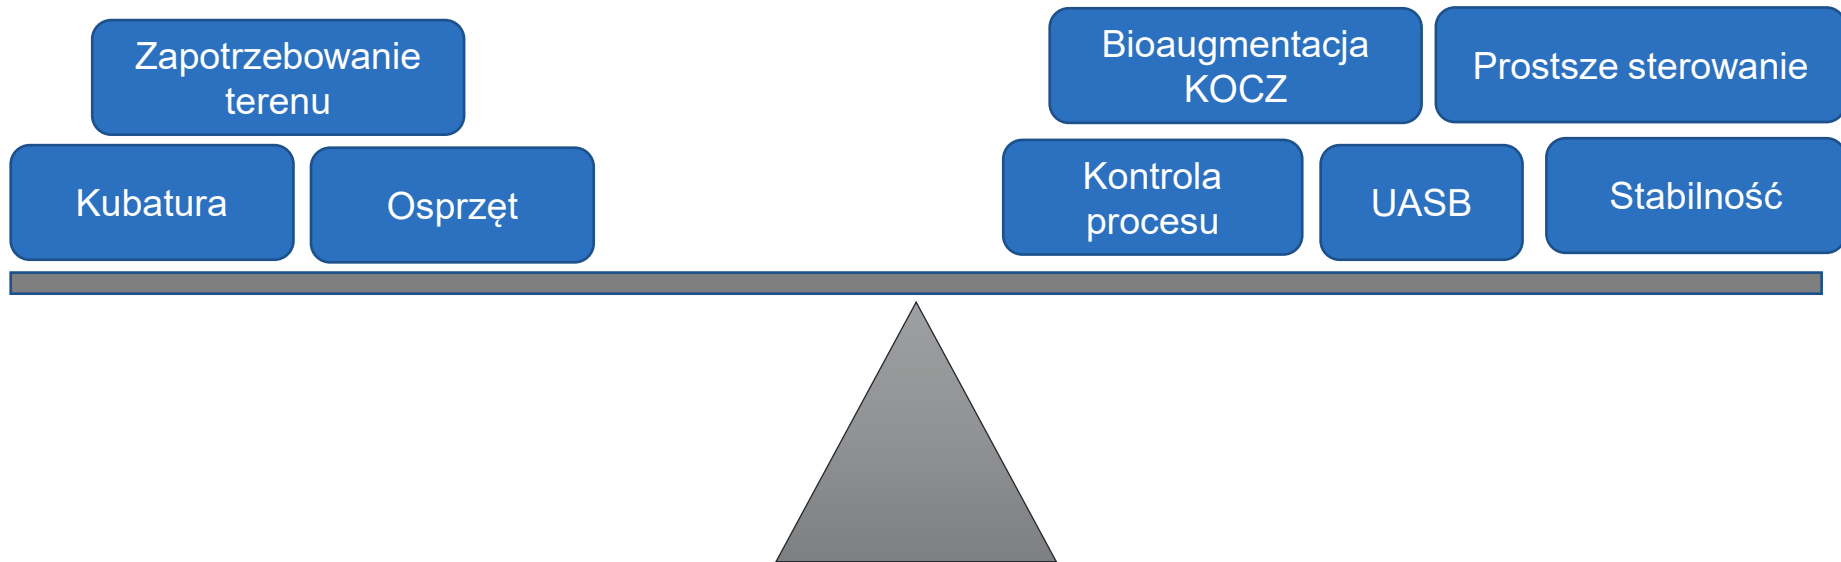 Zapotrzebowanie
terenu
Kubatura
Osprzęt
Bioaugmentacja
KOCZ
Prostsze sterowanie
Kontrola
procesu
UASB
Stabilność